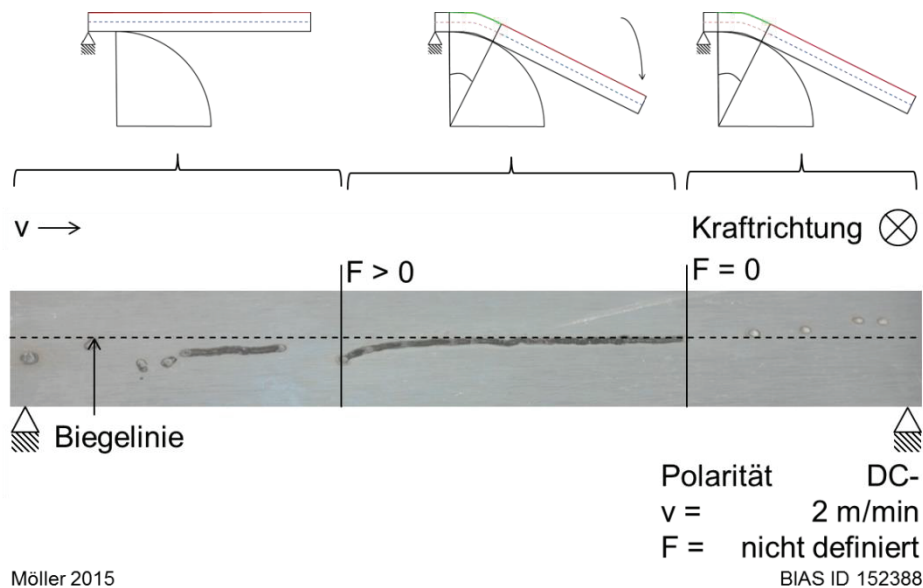 v → Kraftrichtung
F > 0 F = 0
Biegelinie
Polarität DC-
v = 2 m/min
F = nicht definiert
Möller 2015 BIAS ID 152388